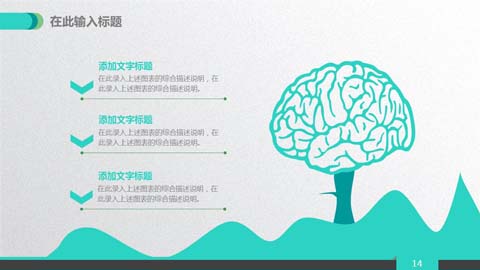 在此输入标题
添加文字标题
在此录入上述图表的综合描述说明，在
此录入上述图表的综合描述说明。
添加文字标题
在此录入上述图表的综合描述说明，在
此录入上述图表的综合描述说明。
添加文字标题
在此录入上述图表的综合描述说明，在
此录入上述图表的综合描述说明。
14